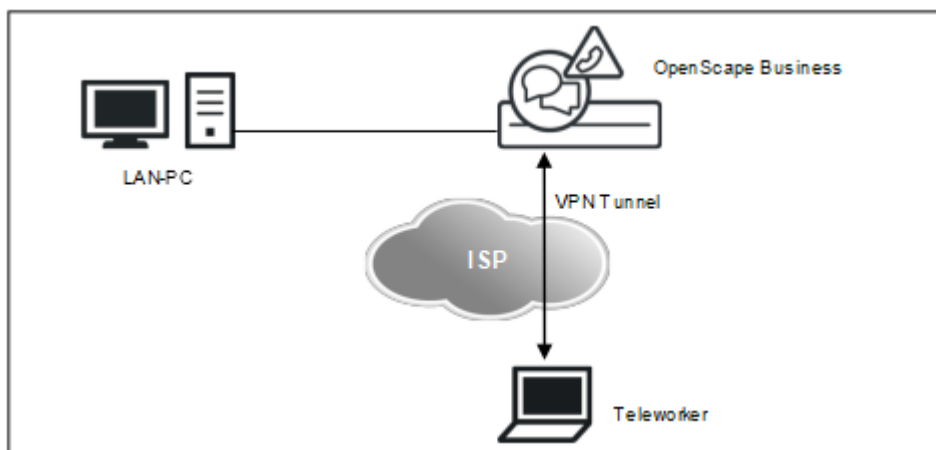 OpenScape Business
LAN-PC
VPN Tunnel
ISP
Teleworker